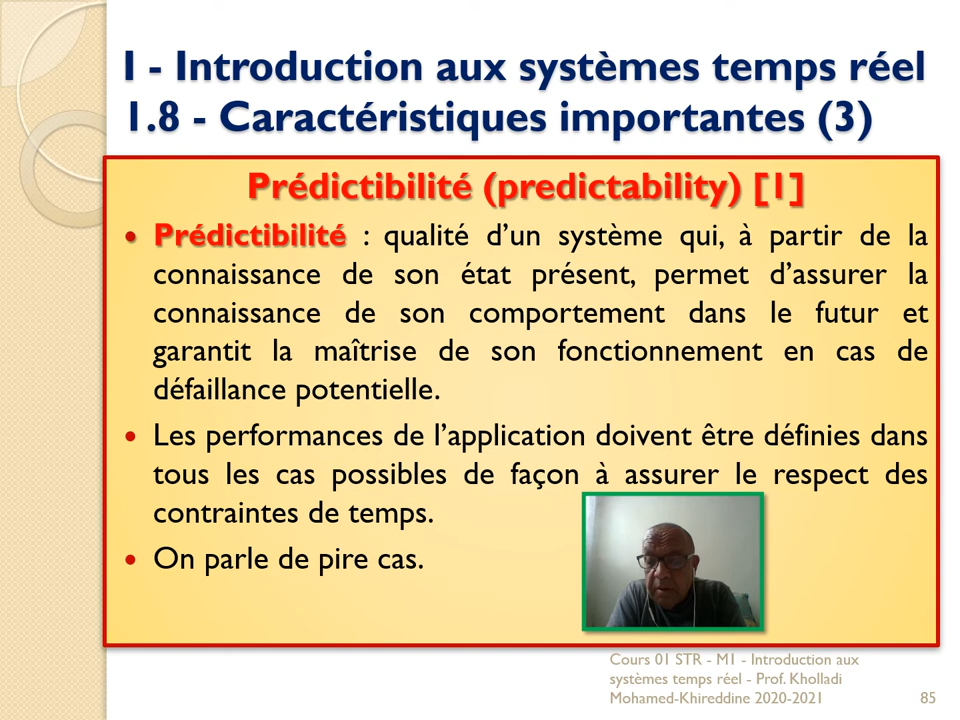 I - Introduction aux systèmes temps réel
1.8 - Caractéristiques importantes (3)
Prédictibilité (predictability) [1]
• Prédictibilité : qualité d’un système qui, à partir de la
connaissance de son état présent, permet d’assurer la
connaissance de son comportement dans le futur et
garantit la maîtrise de son fonctionnement en cas de
défaillance potentielle.
• Les performances de l’application doivent être définies dans
tous les cas possibles de façon à assurer le respect des
contraintes de temps.
• On parle de pire cas.
Cours 01 STR - M1 - Introduction aux
systèmes temps réel - Prof. Kholladi
Mohamed-Khireddine 2020-2021
85